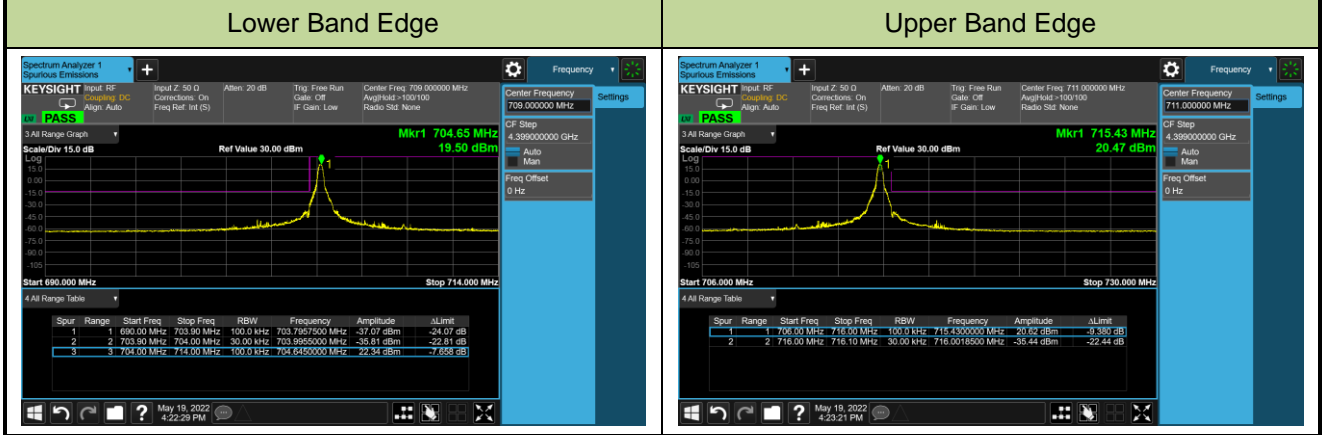 Lower Band Edge
Upper Band Edge
Spectrum Analyzer 1
Spurious Emissions
Frequency
KEYSIGHT
Input: RF
Coupling: DC
Align: Auto
Input Z: 50 Ω
Corrections: On
Freq Ref: Int (S)
Atten: 20 dB
Trig: Free Run
Gate: Off
IF Gain: Low
Center Freq: 709.000000 MHz
Avg|Hold:>100/100
Radio Std: None
PASS
Center Frequency
709.000000 MHz
Settings
CF Step
4.399000000 GHz
Auto
Man
Freq Offset
0 Hz
3 All Range Graph
Mkr1 704.65 MHz
Scale/Div 15.0 dB
Ref Value 30.00 dBm
19.50 dBm
Log
15.0
0.00
-15.0
-30.0
-45.0
-60.0
-75.0
-90.0
-105
1
Start 690.000 MHz
Stop 714.000 MHz
4 All Range Table
Spur Range Start Freq Stop Freq RBW Frequency Amplitude ΔLimit
1 1 690.00 MHz 703.90 MHz 100.0 kHz 703.7957500 MHz -37.07 dBm -24.07 dB
2 2 703.90 MHz 704.00 MHz 30.00 kHz 703.9955000 MHz -35.81 dBm -22.81 dB
3 3 704.00 MHz 714.00 MHz 100.0 kHz 704.6450000 MHz 22.34 dBm -7.658 dB
?
May 19, 2022
4:22:29 PM
Spectrum Analyzer 1
Spurious Emissions
Frequency
KEYSIGHT
Input: RF
Coupling: DC
Align: Auto
Input Z: 50 Ω
Corrections: On
Freq Ref: Int (S)
Atten: 20 dB
Trig: Free Run
Gate: Off
IF Gain: Low
Center Freq: 711.000000 MHz
Avg|Hold:>100/100
Radio Std: None
PASS
Center Frequency
711.000000 MHz
Settings
CF Step
4.399000000 GHz
Auto
Man
Freq Offset
0 Hz
3 All Range Graph
Mkr1 715.43 MHz
Scale/Div 15.0 dB
Ref Value 30.00 dBm
20.47 dBm
Log
15.0
0.00
-15.0
-30.0
-45.0
-60.0
-75.0
-90.0
-105
1
Start 706.000 MHz
Stop 730.000 MHz
4 All Range Table
Spur Range Start Freq Stop Freq RBW Frequency Amplitude ΔLimit
1 1 706.00 MHz 716.00 MHz 100.0 kHz 715.4300000 MHz 20.62 dBm -9.380 dB
2 2 716.00 MHz 716.10 MHz 30.00 kHz 716.0018500 MHz -35.44 dBm -22.44 dB
?
May 19, 2022
4:23:21 PM